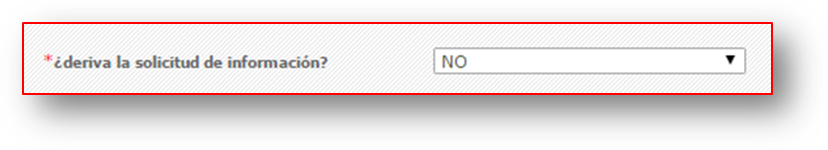 *¿deriva la solicitud de información? NO